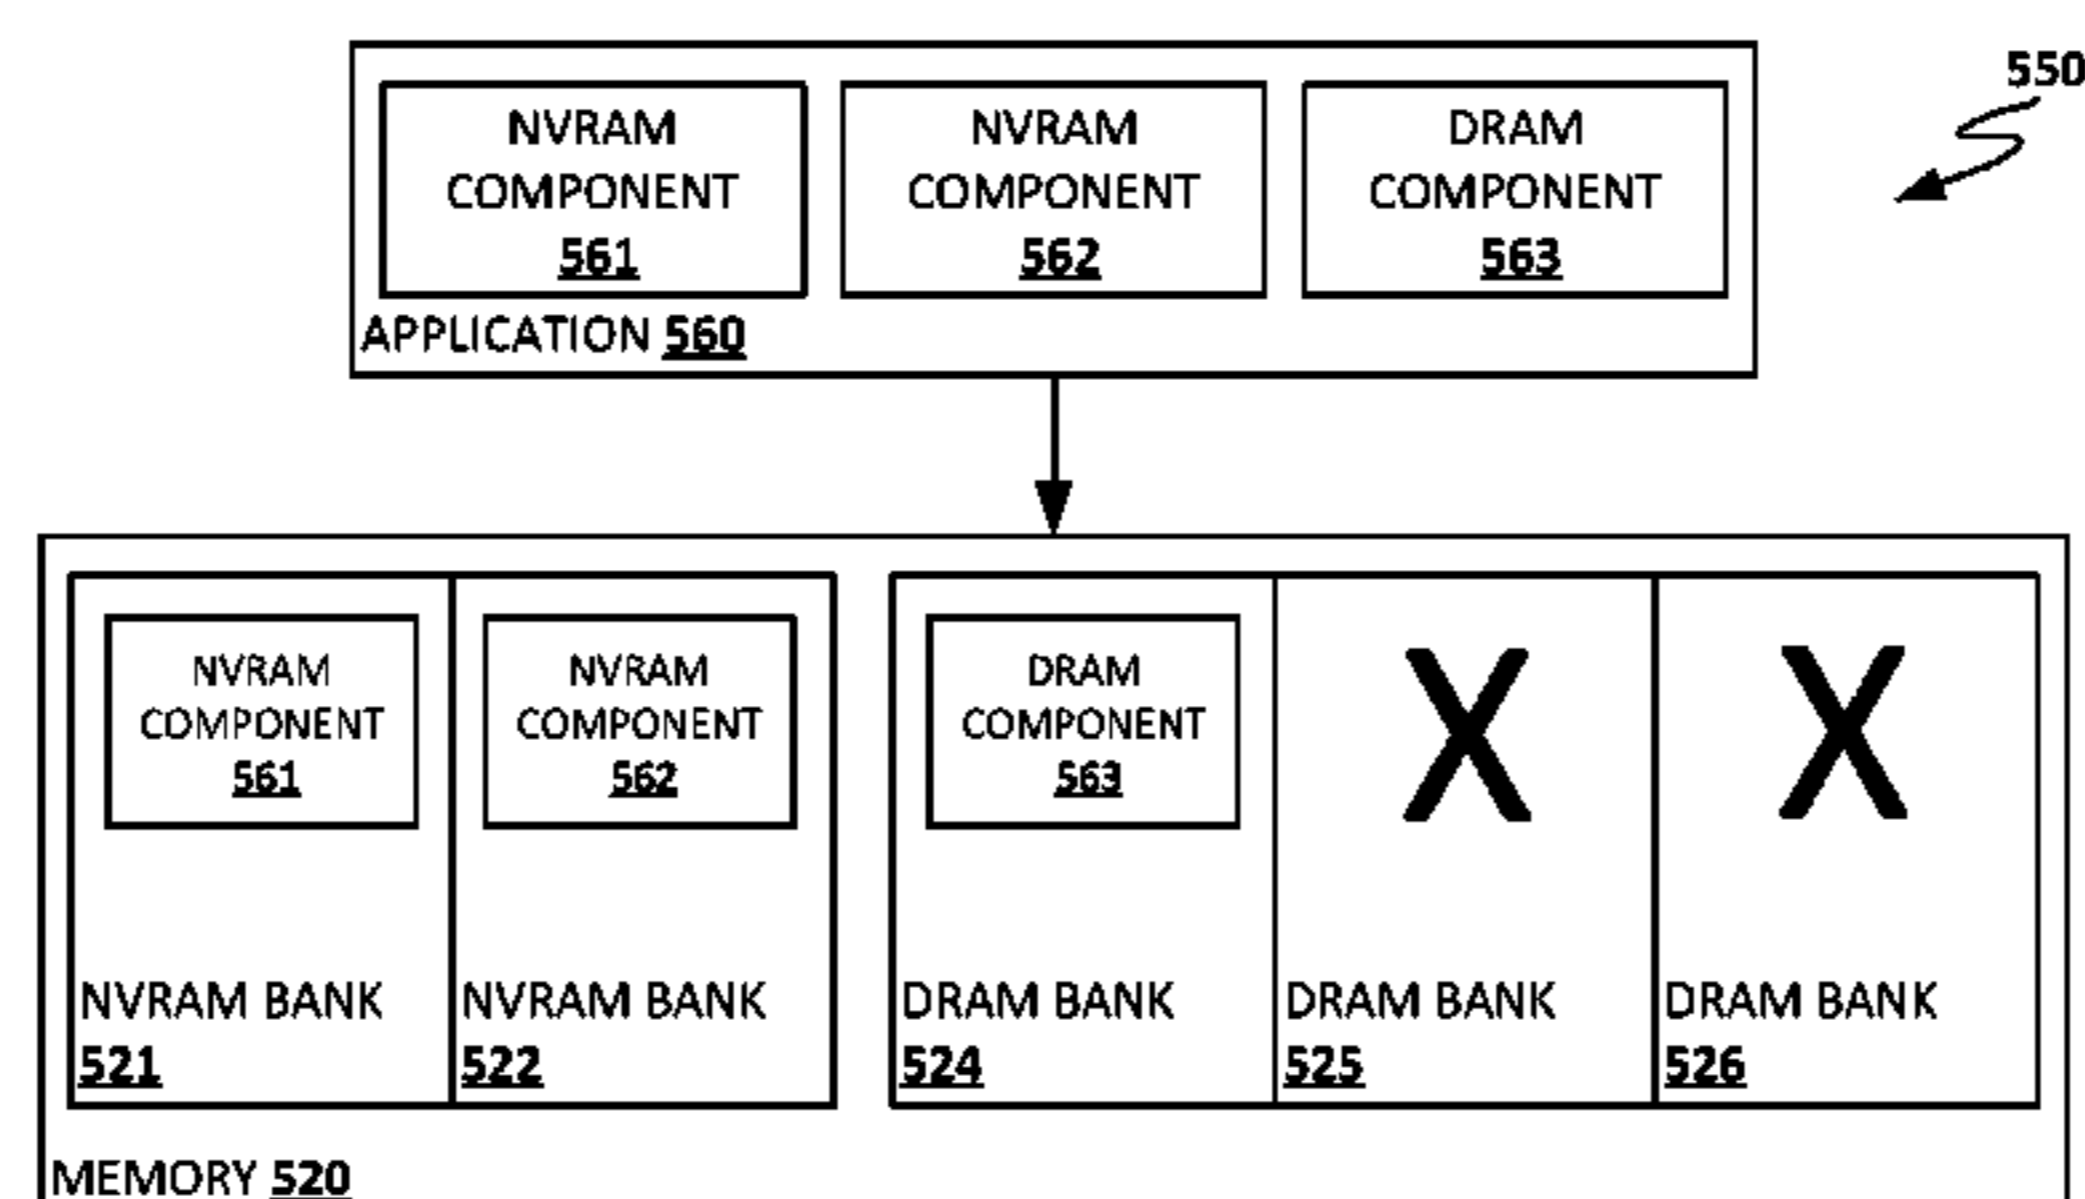 550
NVRAM
COMPONENT
561
NVRAM
COMPONENT
562
DRAM
COMPONENT
563
APPLICATION 560
NVRAM
COMPONENT
561
NVRAM
COMPONENT
562
DRAM
COMPONENT
563
X
X
NVRAM BANK
521
NVRAM BANK
522
DRAM BANK
524
DRAM BANK
525
DRAM BANK
526
MEMORY 520